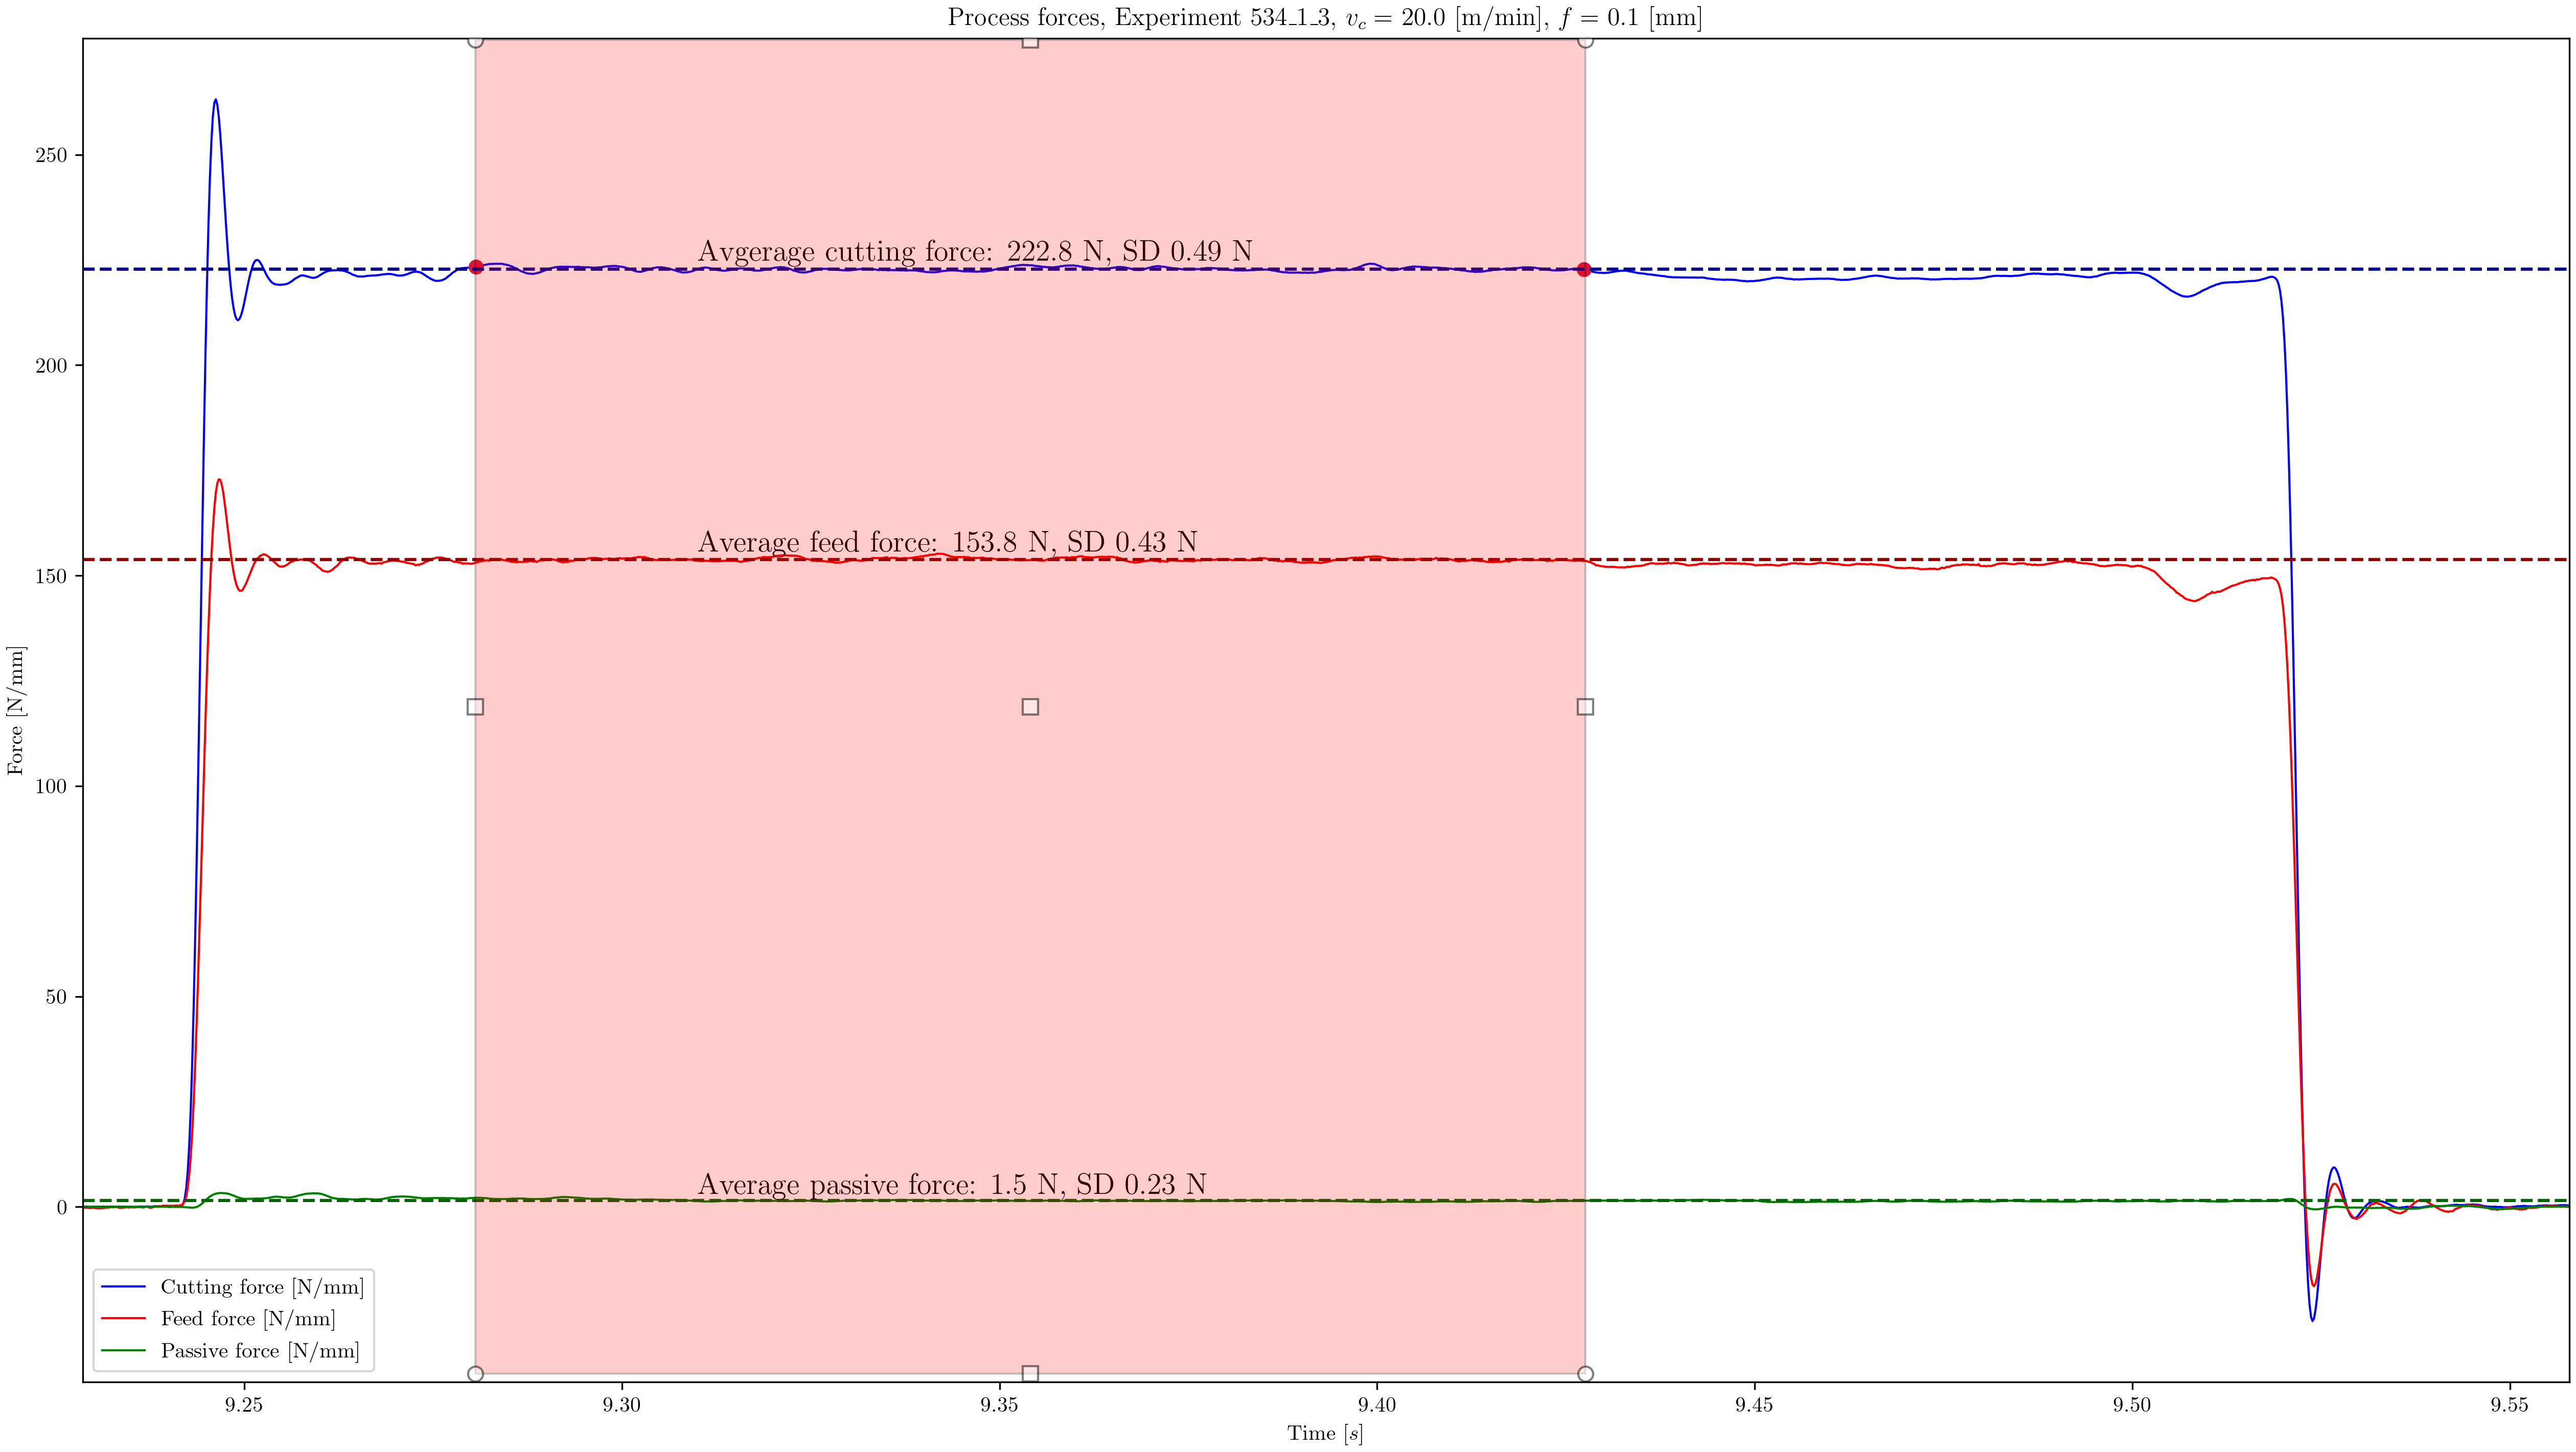 Process forces, Experiment 534_1_3, v_c = 20.0 [m/min], f = 0.1 [mm]
Force [N/mm]
250
200
150
100
50
0
Avgerage cutting force: 222.8 N, SD 0.49 N
Average feed force: 153.8 N, SD 0.43 N
Average passive force: 1.5 N, SD 0.23 N
Cutting force [N/mm]
Feed force [N/mm]
Passive force [N/mm]
9.25 9.30 9.35 9.40 9.45 9.50 9.55
Time [s]